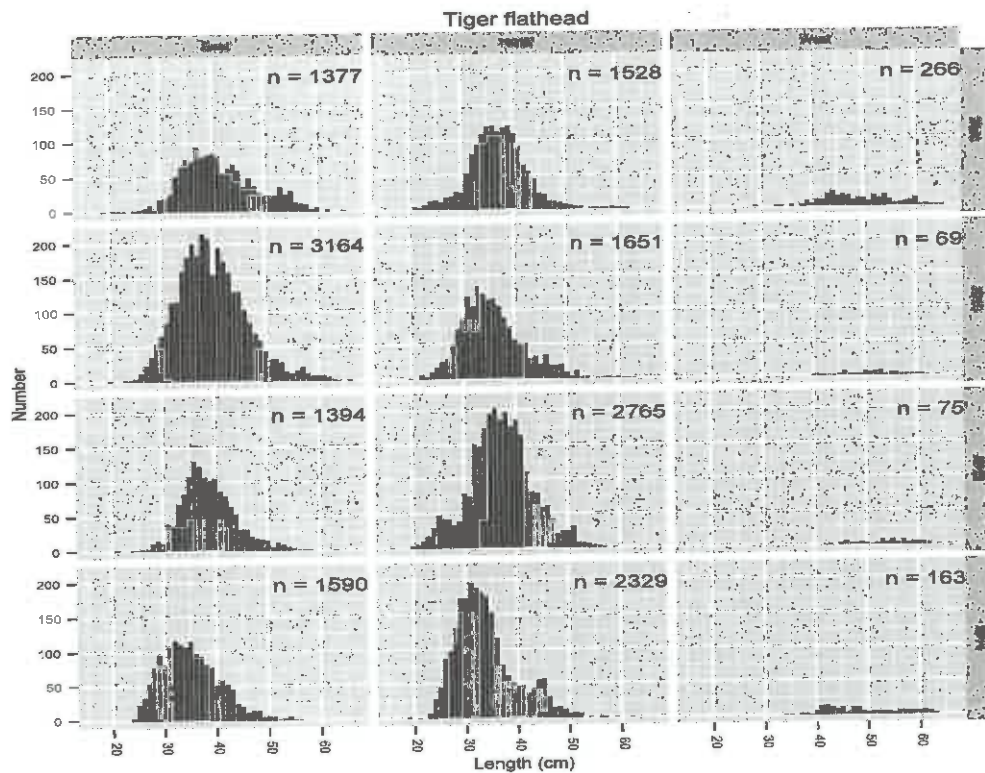 Tiger flathead
n = 1377
n = 1528
n = 266
200
150
100
50
0
n = 3164
n = 1651
n = 69
200
150
100
50
0
n = 1394
n = 2765
n = 75
200
150
100
50
0
n = 1590
n = 2329
n = 163
200
150
100
50
0
Number
20 30 40 50 60 20 30 40 50 60 20 30 40 50 60
Length (cm)